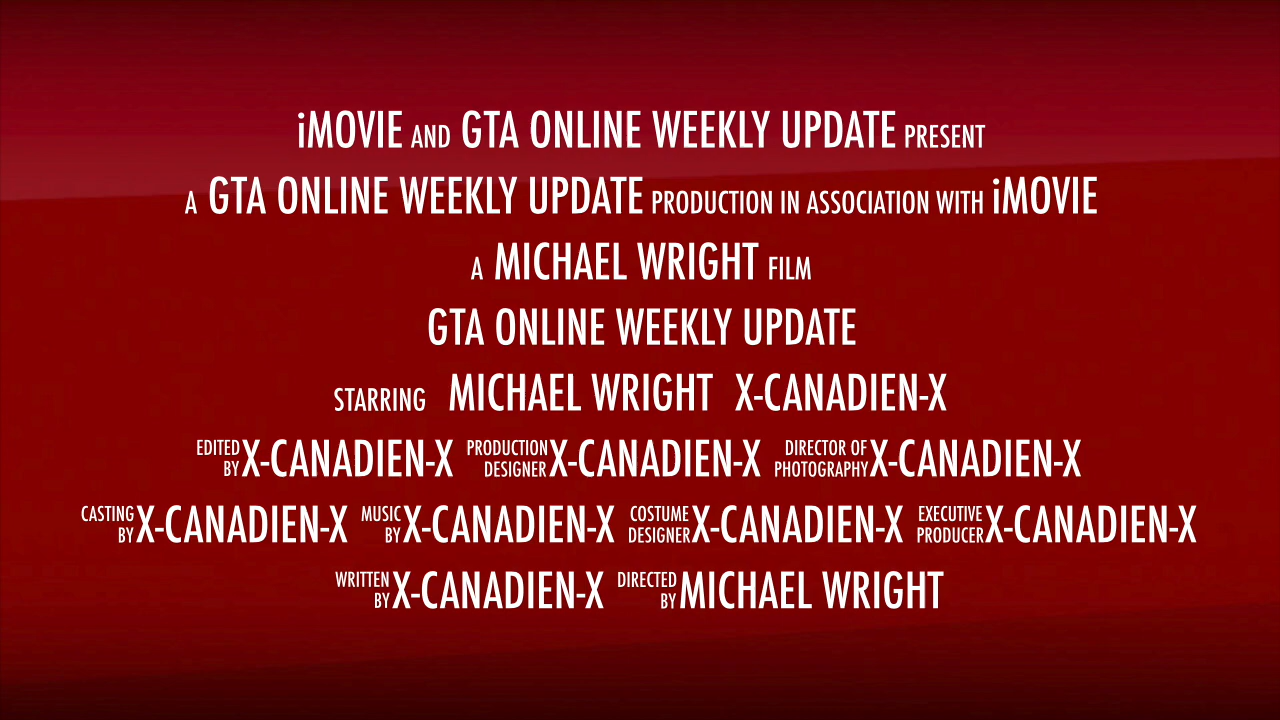 iMOVIE AND GTA ONLINE WEEKLY UPDATE PRESENT
A GTA ONLINE WEEKLY UPDATE PRODUCTION IN ASSOCIATION WITH iMOVIE
A MICHAEL WRIGHT FILM
GTA ONLINE WEEKLY UPDATE
STARRING MICHAEL WRIGHT X-CANADIEN-X
EDITED BY X-CANADIEN-X PRODUCTION DESIGNER X-CANADIEN-X DIRECTOR OF PHOTOGRAPHY X-CANADIEN-X
CASTING BY X-CANADIEN-X MUSIC BY X-CANADIEN-X COSTUME DESIGNER X-CANADIEN-X EXECUTIVE PRODUCER X-CANADIEN-X
WRITTEN BY X-CANADIEN-X DIRECTED BY MICHAEL WRIGHT